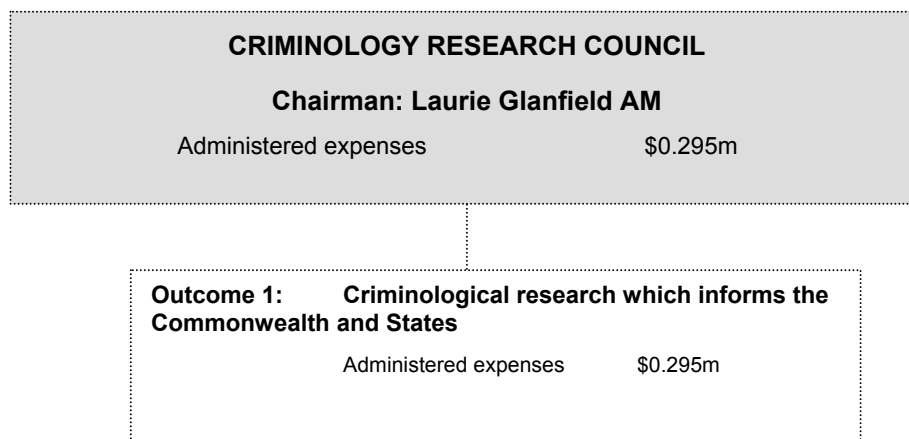 CRIMINOLOGY RESEARCH COUNCIL
Chairman: Laurie Glanfield AM
Administered expenses $0.295m
Outcome 1: Criminological research which informs the
Commonwealth and States
Administered expenses $0.295m